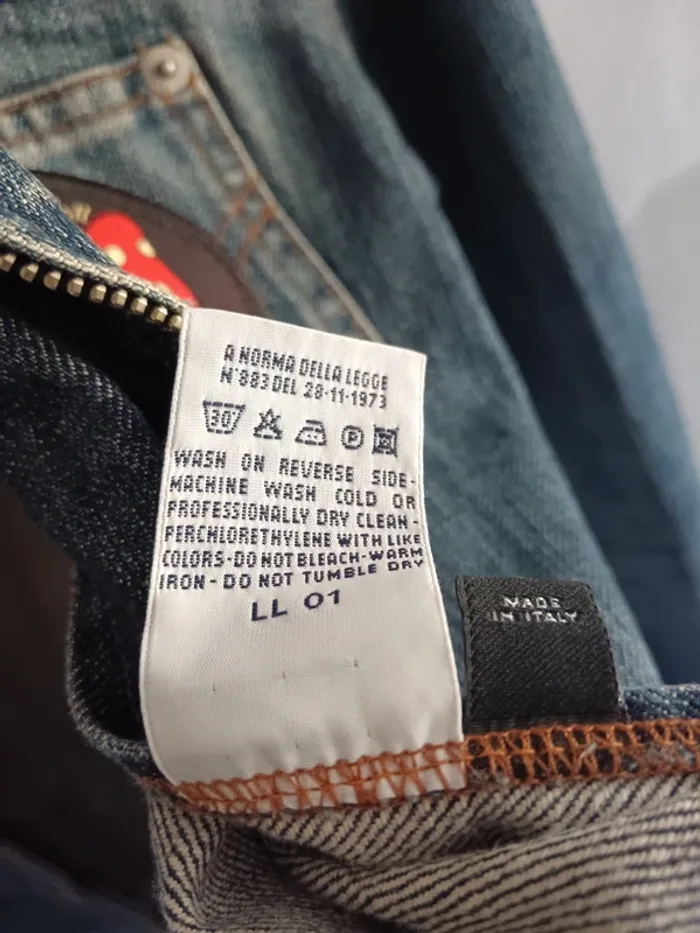 A NORMA DELLA LEGGE
N°883 DEL 28-11-1973
30 P
WASH ON REVERSE SIDE-
MACHINE WASH COLD OR
PROFESSIONALLY DRY CLEAN-
PERCHLORETHYLENE WITH LIKE
COLORS-DO NOT BLEACH-WARM
IRON-DO NOT TUMBLE DRY
LL 01
MADE
IN ITALY